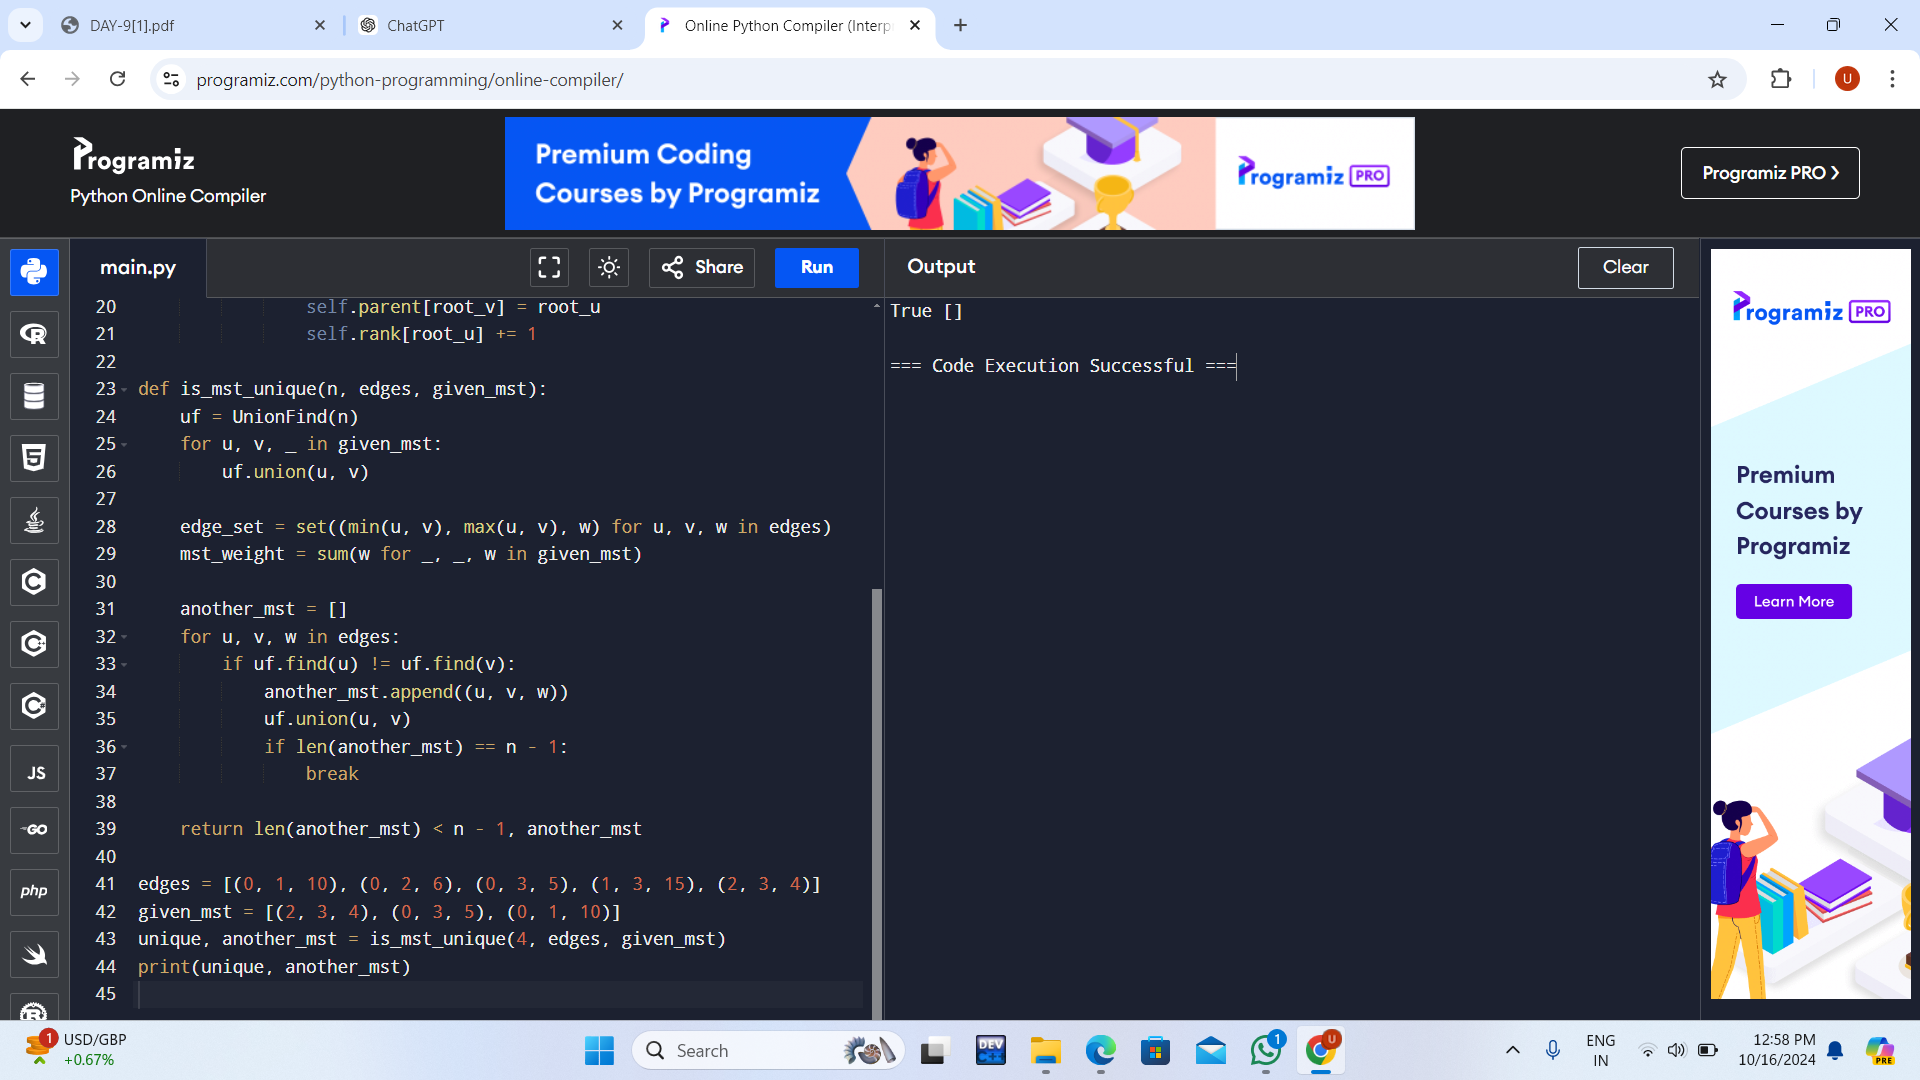 DAY-9[1].pdf
ChatGPT
Online Python Compiler (Interp
programiz.com/python-programming/online-compiler/
U
Programiz
Python Online Compiler
Premium Coding
Courses by Programiz
Programiz PRO
Programiz PRO
main.py
Share
Run
Output
Clear
20 self.parent[root_v] = root_u
21 self.rank[root_u] += 1
22
23 def is_mst_unique(n, edges, given_mst):
24 uf = UnionFind(n)
25 for u, v, _ in given_mst:
26 uf.union(u, v)
27
28 edge_set = set((min(u, v), max(u, v), w) for u, v, w in edges)
29 mst_weight = sum(w for _, _, w in given_mst)
30
31 another_mst = []
32 for u, v, w in edges:
33 if uf.find(u) != uf.find(v):
34 another_mst.append((u, v, w))
35 uf.union(u, v)
36 if len(another_mst) == n - 1:
37 break
38
39 return len(another_mst) < n - 1, another_mst
40
41 edges = [(0, 1, 10), (0, 2, 6), (0, 3, 5), (1, 3, 15), (2, 3, 4)]
42 given_mst = [(2, 3, 4), (0, 3, 5), (0, 1, 10)]
43 unique, another_mst = is_mst_unique(4, edges, given_mst)
44 print(unique, another_mst)
45
True []
=== Code Execution Successful ===
Programiz PRO
Premium
Courses by
Programiz
Learn More
R
5
C
C
C
JS
GO
php
R
1
USD/GBP
+0.67%
Search
DEV
C++
1
U
ENG
IN
12:58 PM
10/16/2024
PRE